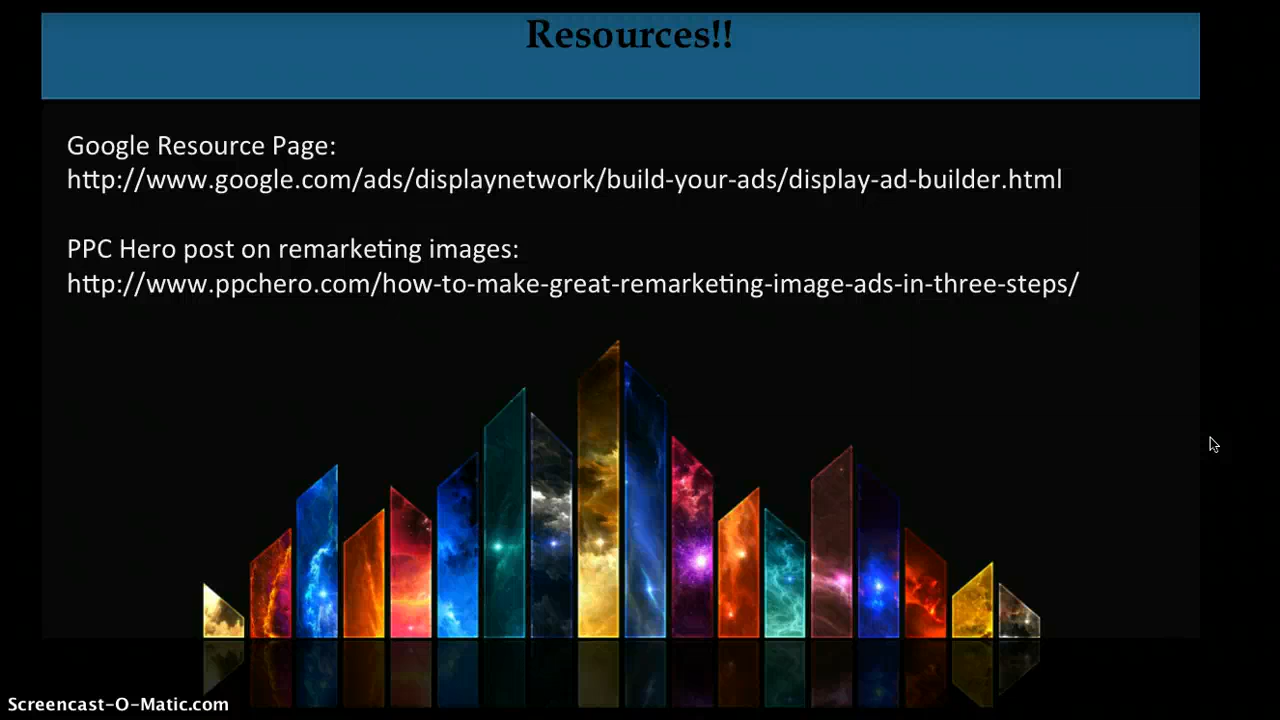 Resources!!
Google Resource Page:
http://www.google.com/ads/displaynetwork/build-your-ads/display-ad-builder.html
PPC Hero post on remarketing images:
http://www.ppchero.com/how-to-make-great-remarketing-image-ads-in-three-steps/
Screencast-O-Matic.com